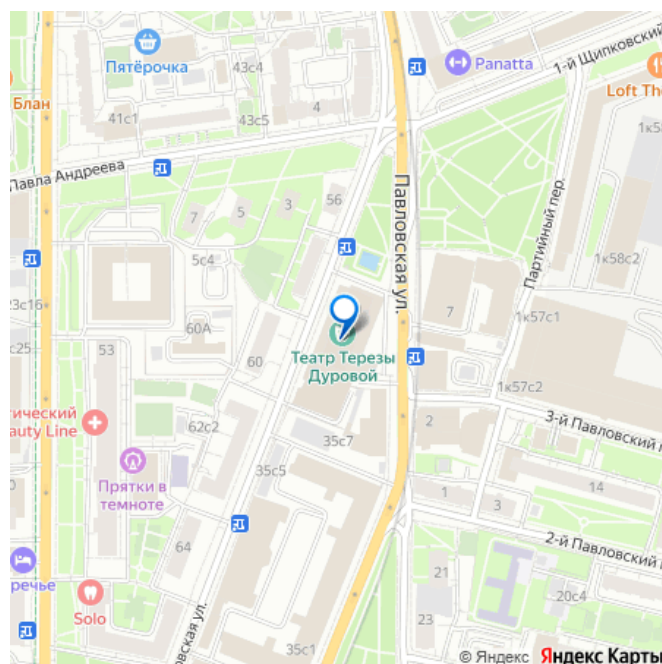 Пятёрочка
43с4
Panatta
1-й Щипковский
Loft The
Блан
41с1
43с5
4
1к5
Павла Андреева
56
3
5
7
Павловская ул.
Партийный пер.
5с4
1к58с2
23с16
60А
7
1к57с1
с25
53
60
Театр Терезы
Дуровой
1к57с2
тический
auty Line
62с2
35с7
2
3-й Павловский п
35с5
Прятки в
темноте
14
1
3
64
2-й Павловский п
речье
21
20с4
Solo
23
овская ул.
35с1
© Яндекс Яндекс Карты